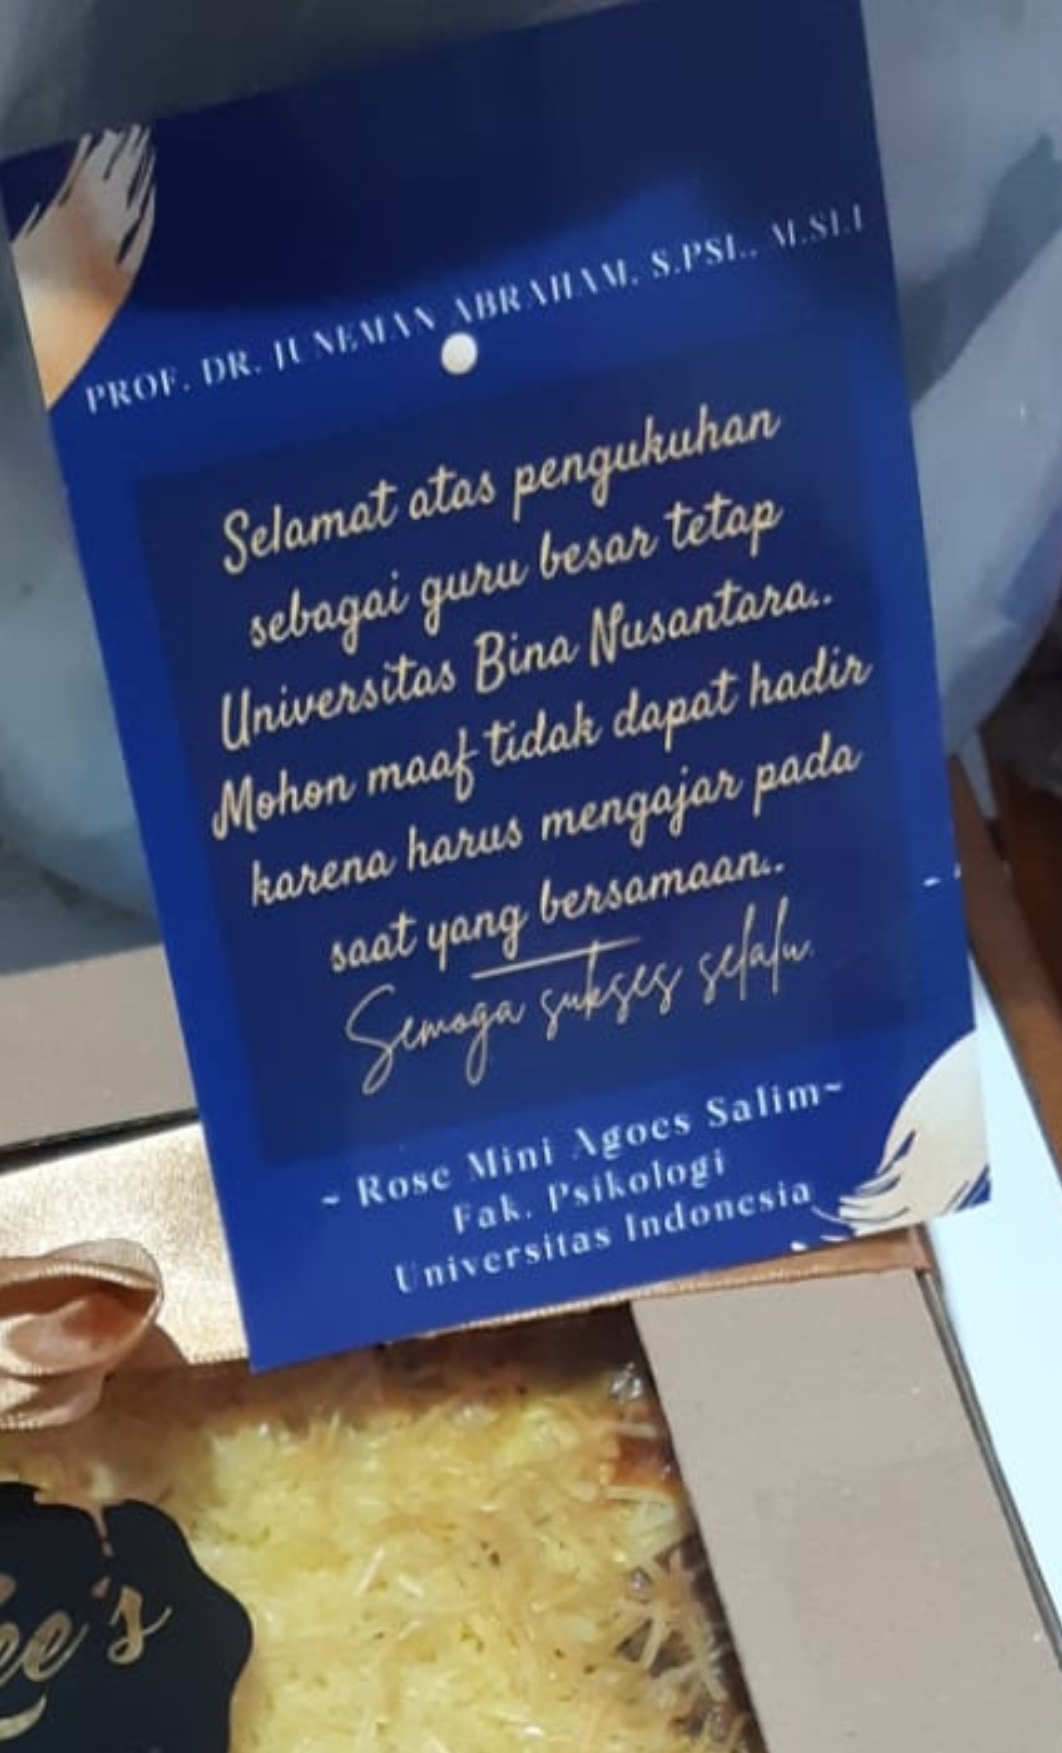 PROF. DR. JUNEMAN ABRAHAM, S.PSI., M.SI.
Selamat atas pengukuhan
sebagai guru besar tetap
Universitas Bina Nusantara..
Mohon maaf tidak dapat hadir
karena harus mengajar pada
saat yang bersamaan..
Semoga sukses selalu.
~ Rose Mini Agoes Salim~
Fak. Psikologi
Universitas Indonesia